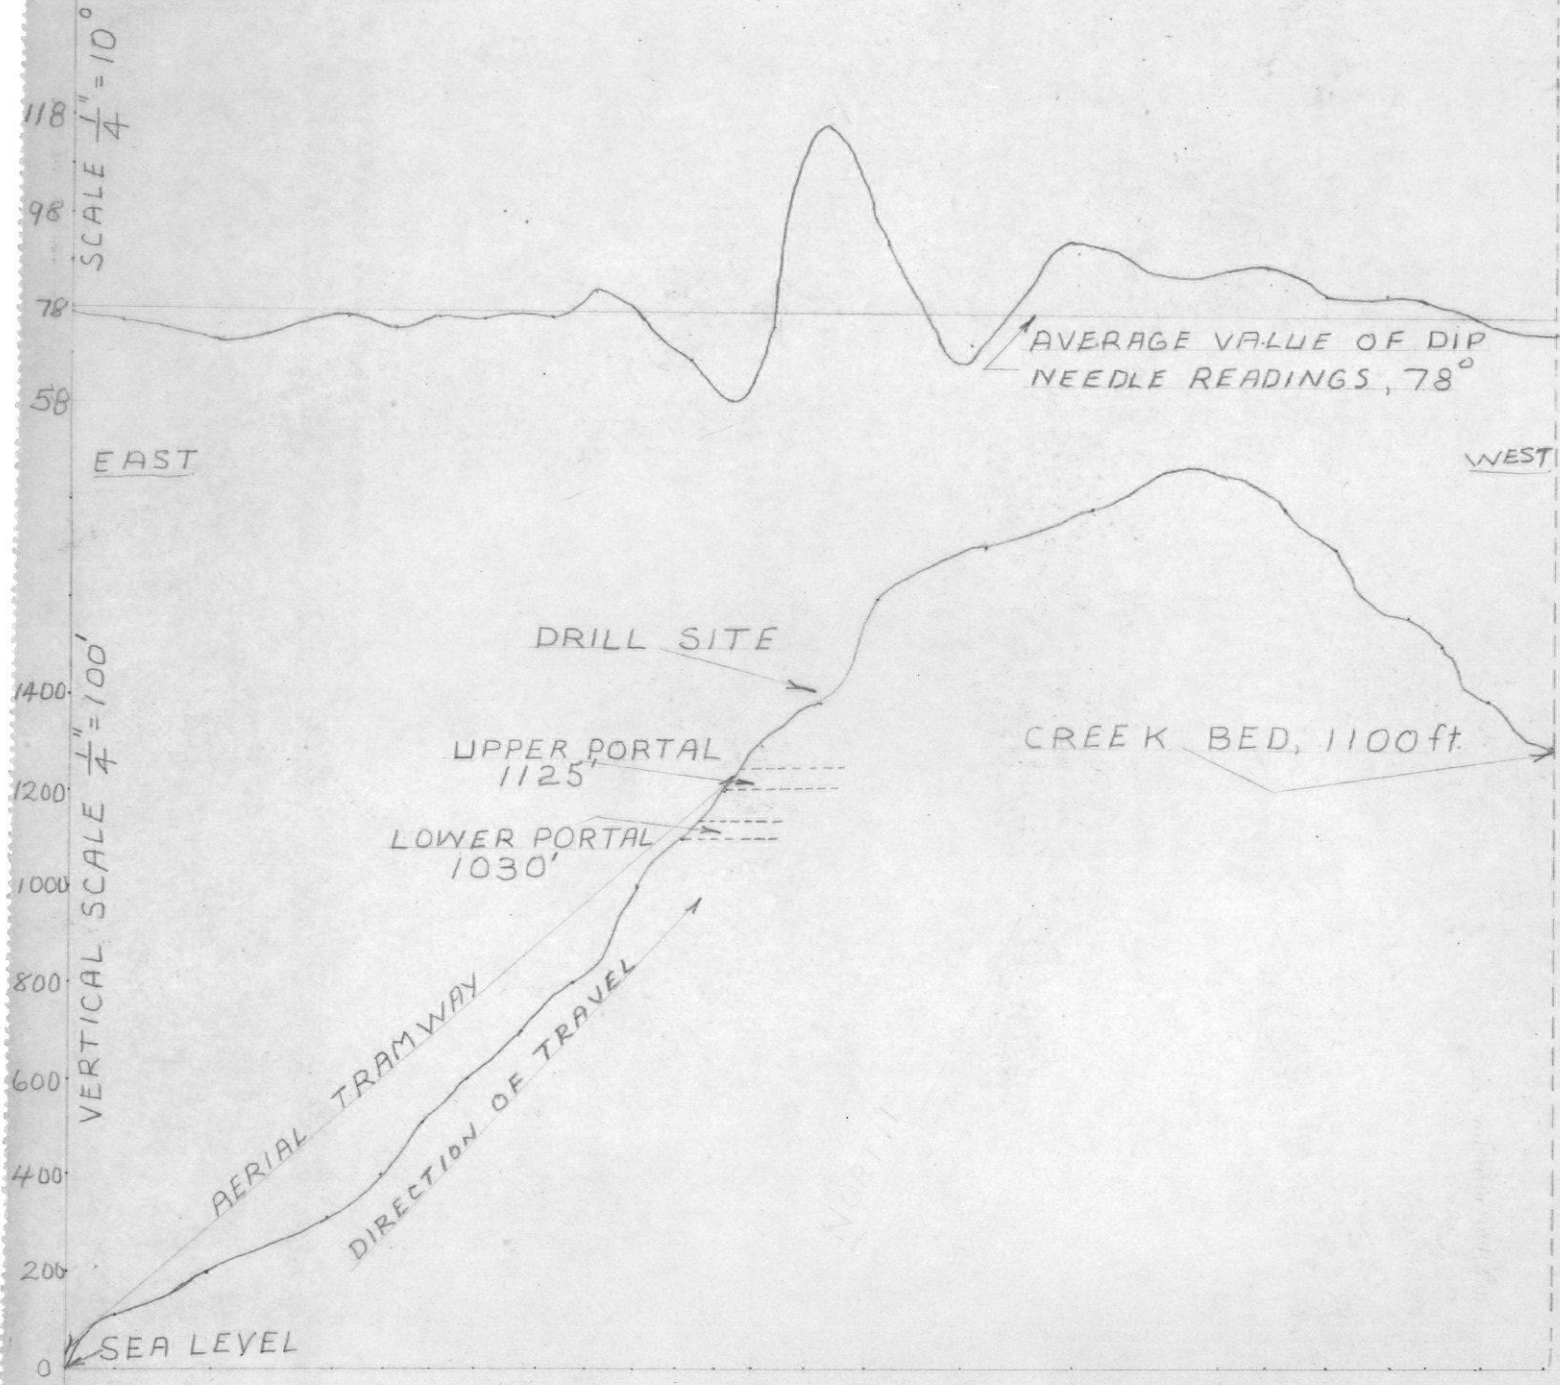 SCALE 1/4" = 10°
118
98
78
58
AVERAGE VALUE OF DIP
NEEDLE READINGS, 78°
EAST
WEST
VERTICAL SCALE 1/4" = 100'
1400
1200
1000
800
600
400
200
0
DRILL SITE
UPPER PORTAL
1125'
LOWER PORTAL
1030'
CREEK BED, 1100 ft.
AERIAL TRAMWAY
DIRECTION OF TRAVEL
SEA LEVEL